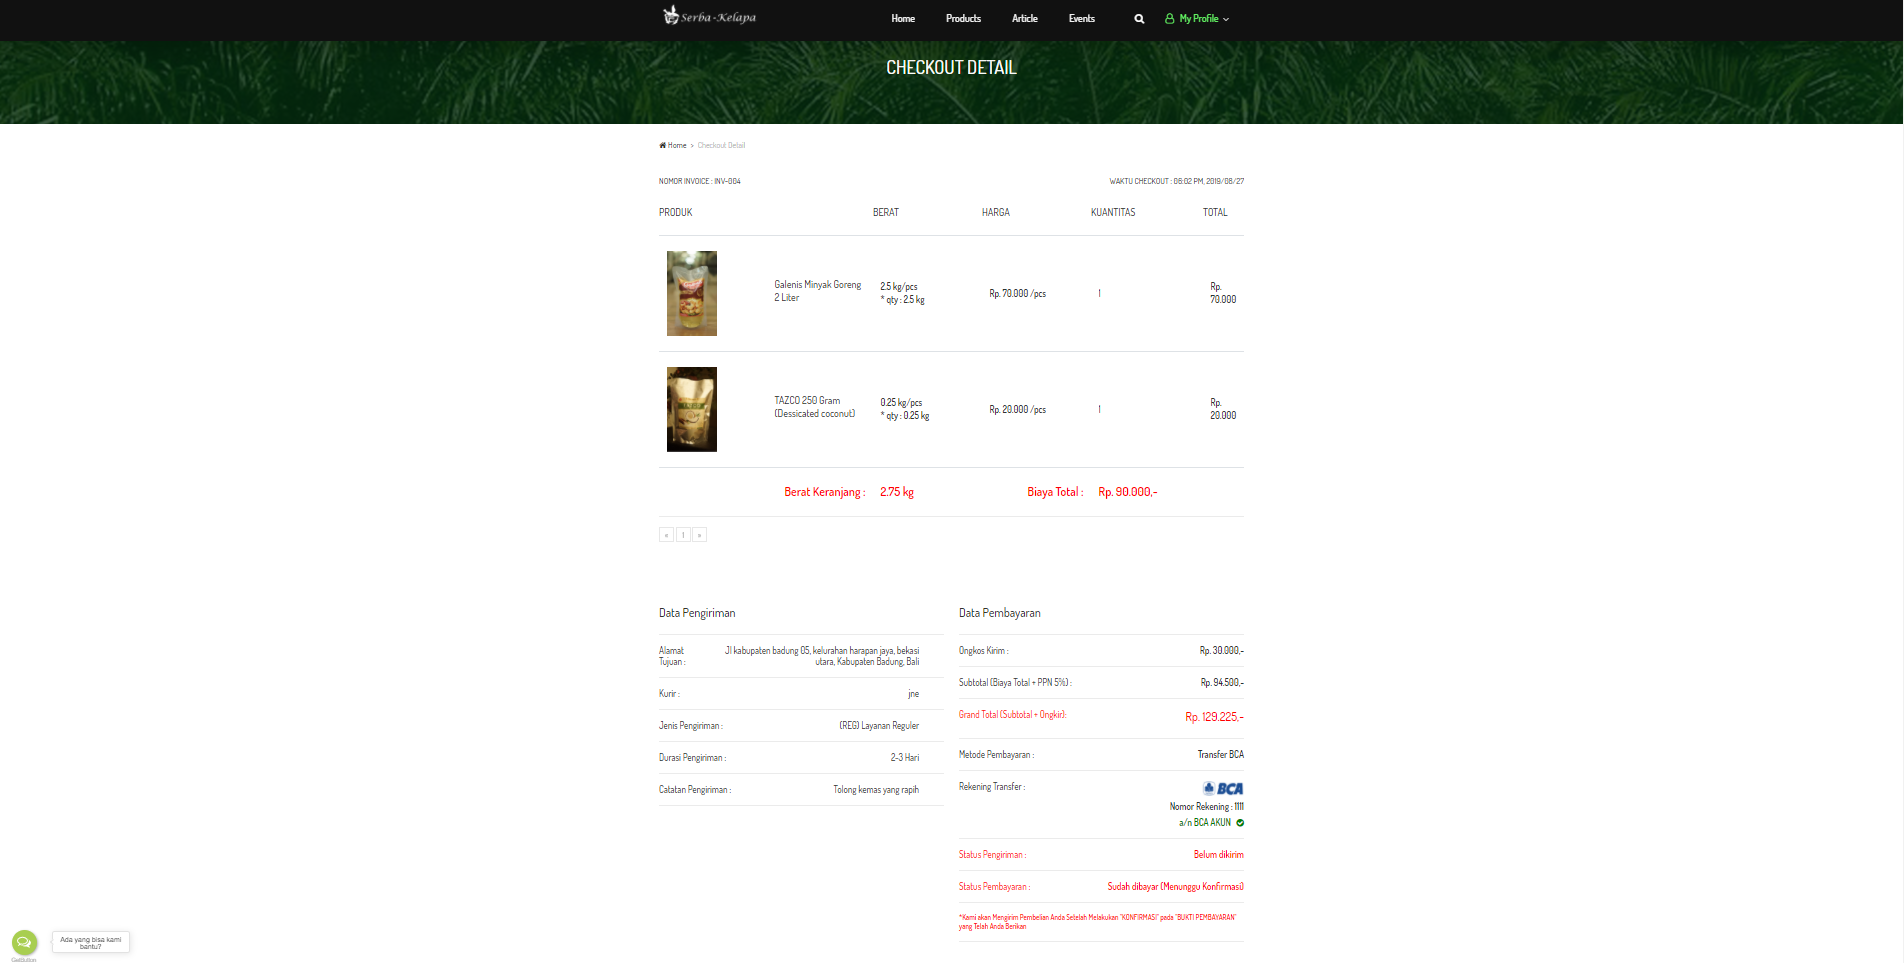 Serba-Kelapa
Home Products Article Events My Profile
CHECKOUT DETAIL
Home > Checkout Detail
NOMOR INVOICE : INV-004
WAKTU CHECKOUT : 06:02 PM, 2019/08/27
PRODUK BERAT HARGA KUANTITAS TOTAL
Galenis Minyak Goreng
2 Liter
2.5 kg/pcs
* qty : 2.5 kg
Rp. 70.000 /pcs
1
Rp.
70.000
TAZCO 250 Gram
(Dessicated coconut)
0.25 kg/pcs
* qty : 0.25 kg
Rp. 20.000 /pcs
1
Rp.
20.000
Berat Keranjang : 2.75 kg Biaya Total : Rp. 90.000,-
« 1 »
Data Pengiriman
Alamat
Tujuan :
Jl kabupaten badung 05, kelurahan harapan jaya, bekasi
utara, Kabupaten Badung, Bali
Kurir : jne
Jenis Pengiriman : (REG) Layanan Reguler
Durasi Pengiriman : 2-3 Hari
Catatan Pengiriman : Tolong kemas yang rapih
Data Pembayaran
Ongkos Kirim : Rp. 30.000,-
Subtotal (Biaya Total + PPN 5%) : Rp. 94.500,-
Grand Total (Subtotal + Ongkir): Rp. 129.225,-
Metode Pembayaran : Transfer BCA
Rekening Transfer : BCA
Nomor Rekening : 1111
a/n BCA AKUN
Status Pengiriman : Belum dikirim
Status Pembayaran : Sudah dibayar (Menunggu Konfirmasi)
*Kami akan Mengirim Pembelian Anda Setelah Melakukan "KONFIRMASI" pada "BUKTI PEMBAYARAN"
yang Telah Anda Berikan
Ada yang bisa kami
bantu?
GetButton